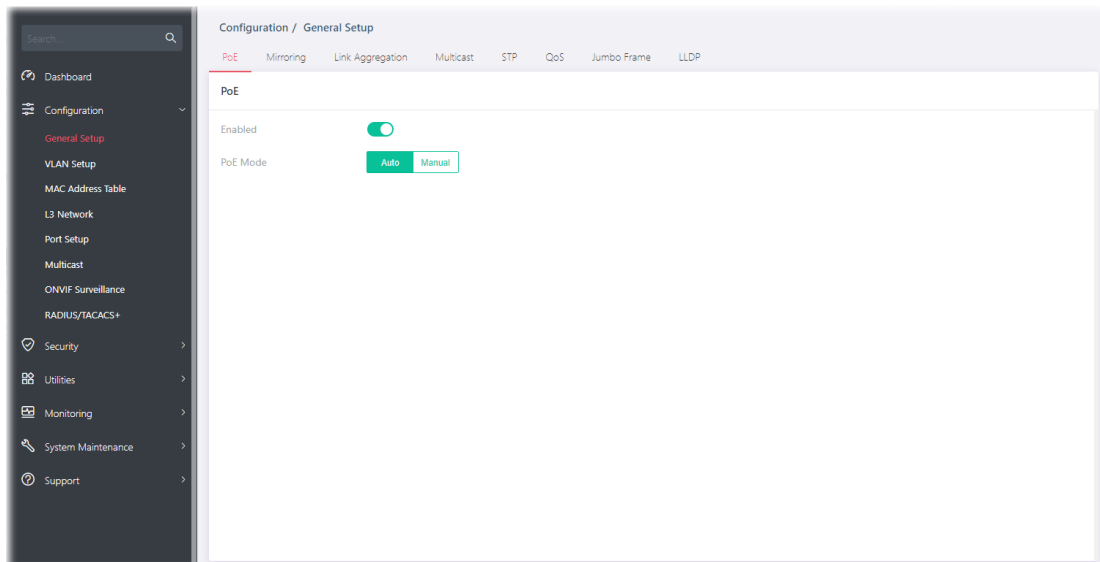 Search...
Dashboard
Configuration
General Setup
VLAN Setup
MAC Address Table
L3 Network
Port Setup
Multicast
ONVIF Surveillance
RADIUS/TACACS+
Security
Utilities
Monitoring
System Maintenance
Support
Configuration / General Setup
PoE Mirroring Link Aggregation Multicast STP QoS Jumbo Frame LLDP
PoE
Enabled
PoE Mode Auto Manual